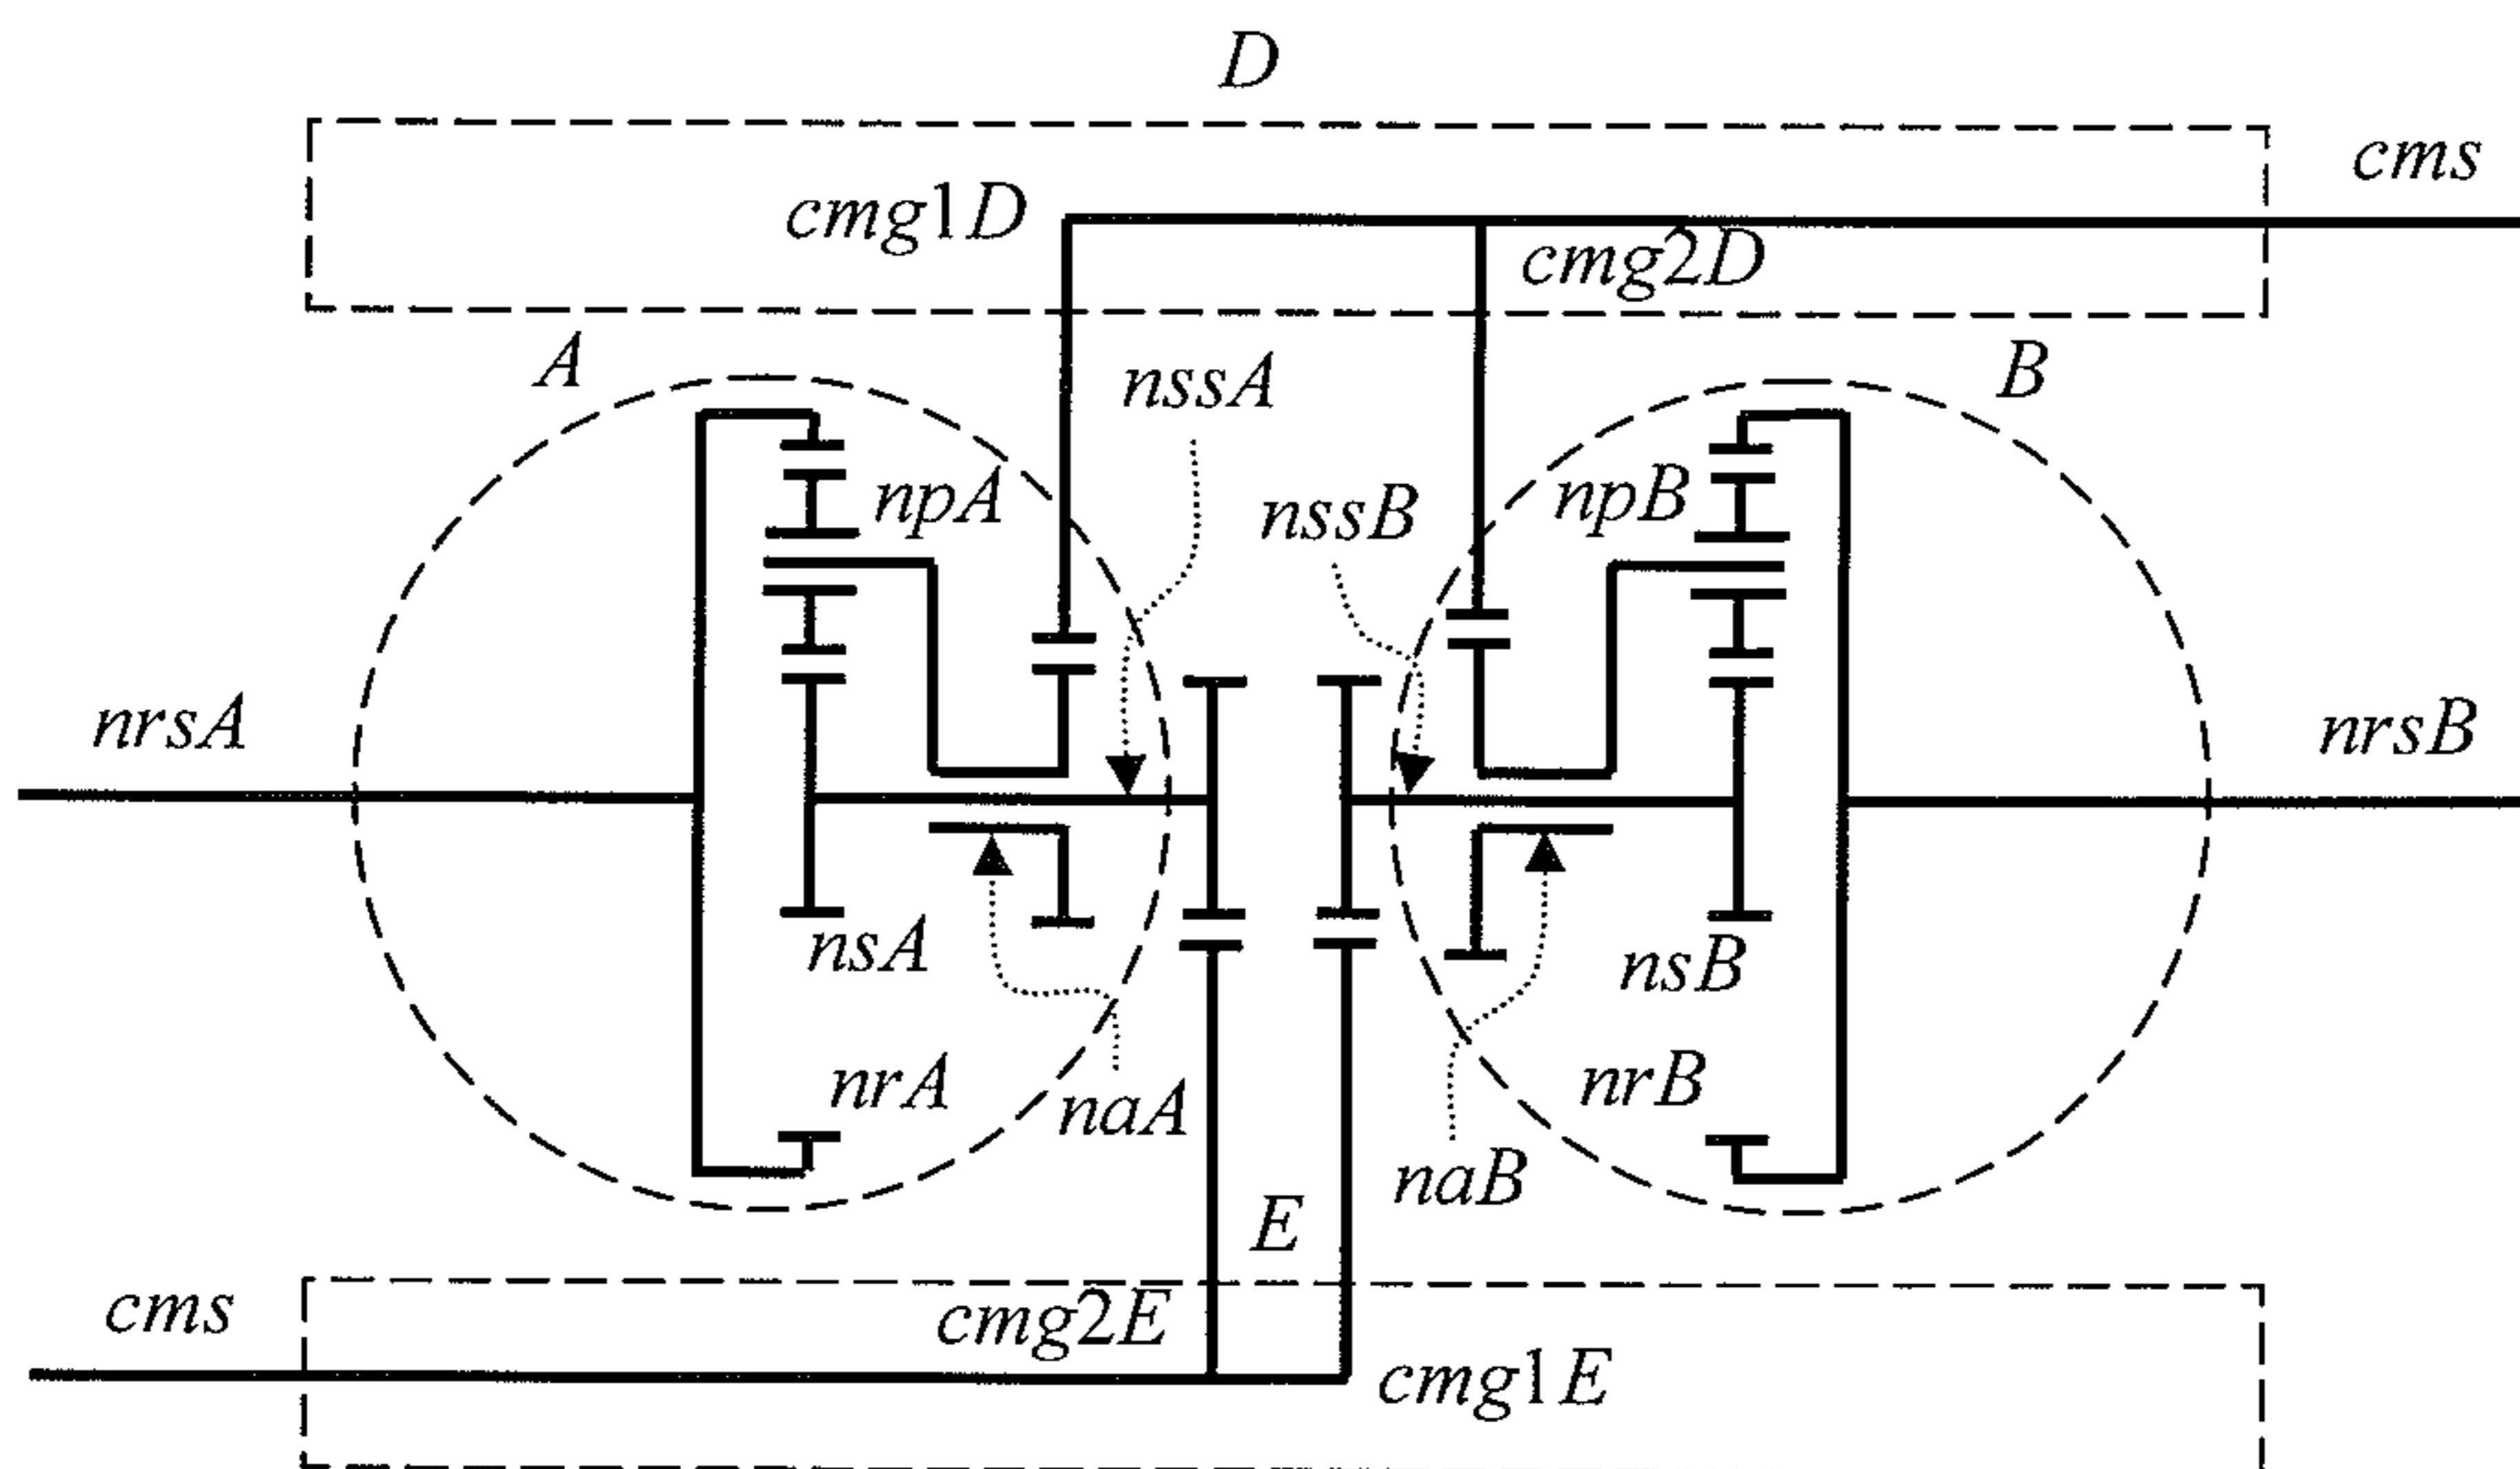 D
cms
cmg1D
cmg2D
A
nssA
B
npA
nssB
npB
nrsA
nrsB
nsA
nsB
nrA
naA
nrB
naB
E
cms
cmg2E
cmg1E